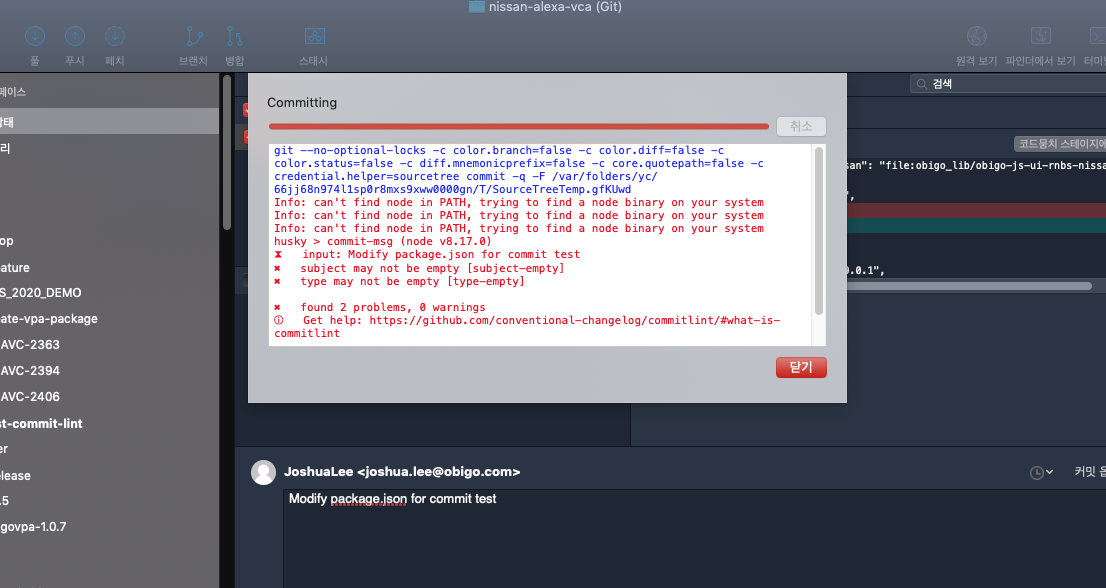 nissan-alexa-vca (Git)
풀 푸시 페치 브랜치 병합 스태시 원격 보기 파인더에서 보기
페이스
검색
Committing
취소
git --no-optional-locks -c color.branch=false -c color.diff=false -c
color.status=false -c diff.mnemonicprefix=false -c core.quotepath=false -c
credential.helper=sourcetree commit -q -F /var/folders/yc/
66jj68n974l1sp0r8mxs9xww0000gn/T/SourceTreeTemp.gfKUwd
Info: can't find node in PATH, trying to find a node binary on your system
Info: can't find node in PATH, trying to find a node binary on your system
Info: can't find node in PATH, trying to find a node binary on your system
husky > commit-msg (node v8.17.0)
⧗ input: Modify package.json for commit test
✖ subject may not be empty [subject-empty]
✖ type may not be empty [type-empty]
✖ found 2 problems, 0 warnings
ⓘ Get help: https://github.com/conventional-changelog/commitlint/#what-is-
commitlint
닫기
리
코드뭉치 스테이지에
san": "file:obigo_lib/obigo-js-ui-rnbs-nissa
",
0.0.1",
op
eature
S_2020_DEMO
ate-vpa-package
AVC-2363
AVC-2394
AVC-2406
st-commit-lint
er
elease
.5
govpa-1.0.7
JoshuaLee <joshua.lee@obigo.com>
커밋
Modify package.json for commit test